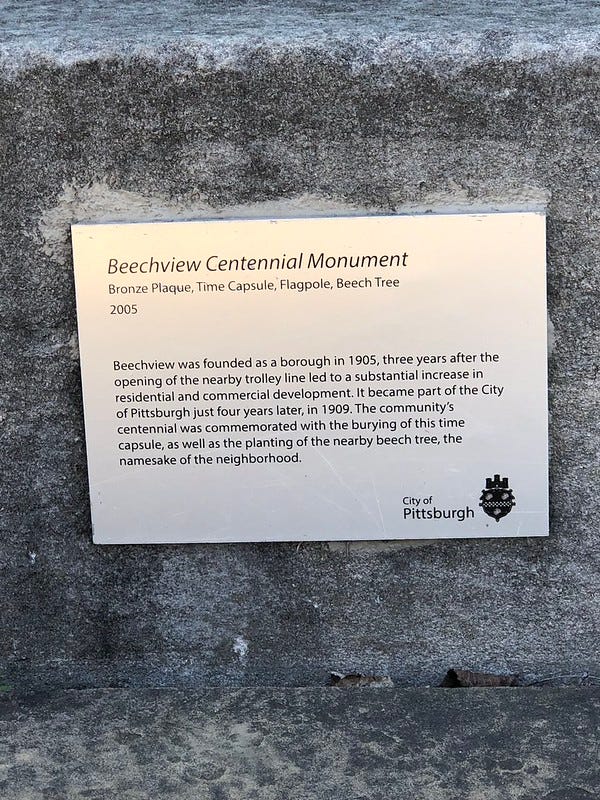 Beechview Centennial Monument
Bronze Plaque, Time Capsule, Flagpole, Beech Tree
2005
Beechview was founded as a borough in 1905, three years after the
opening of the nearby trolley line led to a substantial increase in
residential and commercial development. It became part of the City
of Pittsburgh just four years later, in 1909. The community's
centennial was commemorated with the burying of this time
capsule, as well as the planting of the nearby beech tree, the
namesake of the neighborhood.
City of
Pittsburgh